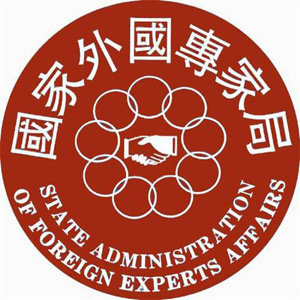 國家外國專家局
STATE ADMINISTRATION
OF FOREIGN EXPERTS AFFAIRS